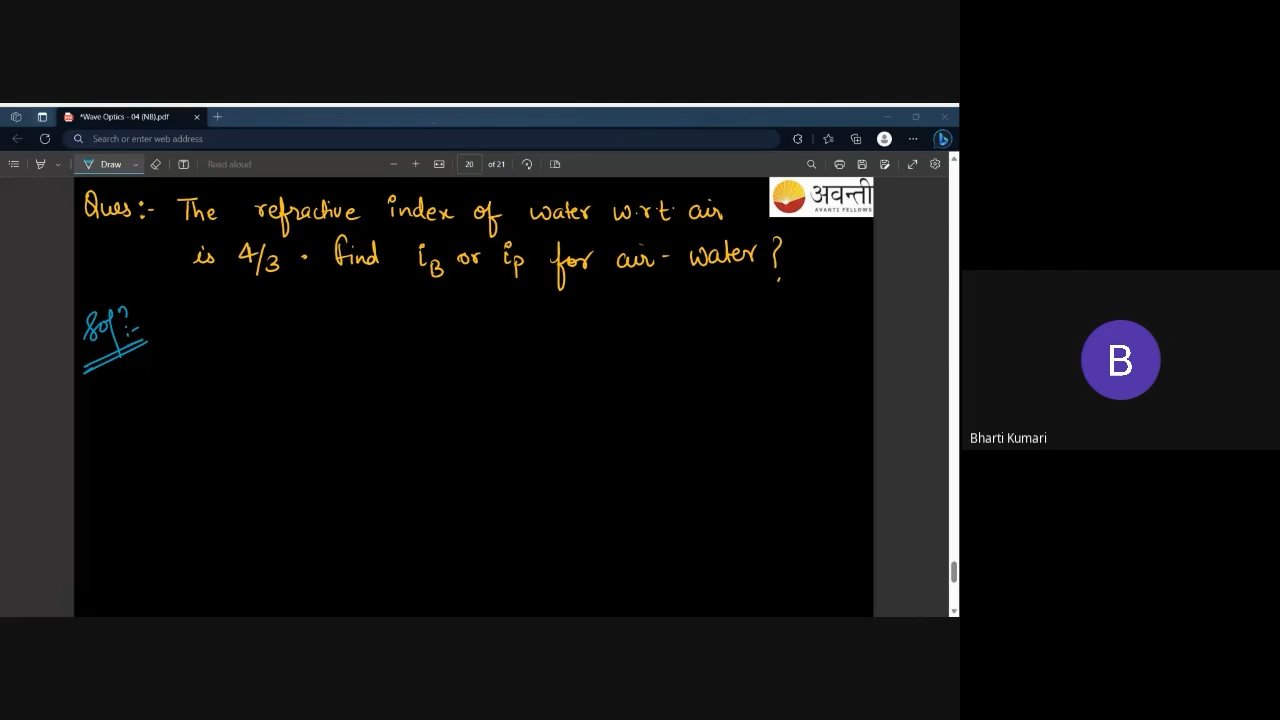 *Wave Optics - 04 (NB).pdf
Search or enter web address
Draw
Read aloud
20 of 21
अवन्ती
AVANTI FELLOWS
Ques:- The refractive index of water w.r.t. air
is 4/3 . find iB or ip for air- water ?
Solⁿ:-
B
Bharti Kumari